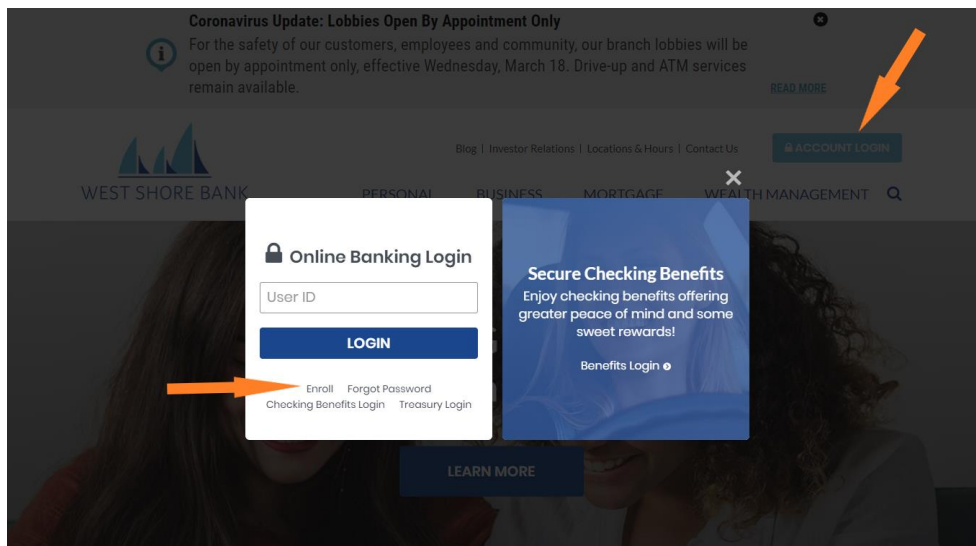 Coronavirus Update: Lobbies Open By Appointment Only
For the safety of our customers, employees and community, our branch lobbies will be
open by appointment only, effective Wednesday, March 18. Drive-up and ATM services
remain available.
READ MORE
Blog | Investor Relations | Locations & Hours | Contact Us
ACCOUNT LOGIN
WEST SHORE BANK
PERSONAL BUSINESS MORTGAGE WEALTH MANAGEMENT
Online Banking Login
User ID
LOGIN
Enroll Forgot Password
Checking Benefits Login Treasury Login
Secure Checking Benefits
Enjoy checking benefits offering
greater peace of mind and some
sweet rewards!
Benefits Login
LEARN MORE